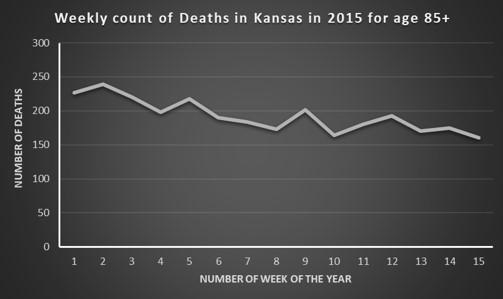 Weekly count of Deaths in Kansas in 2015 for age 85+
300
250
200
150
100
50
0
NUMBER OF DEATHS
1 2 3 4 5 6 7 8 9 10 11 12 13 14 15
NUMBER OF WEEK OF THE YEAR